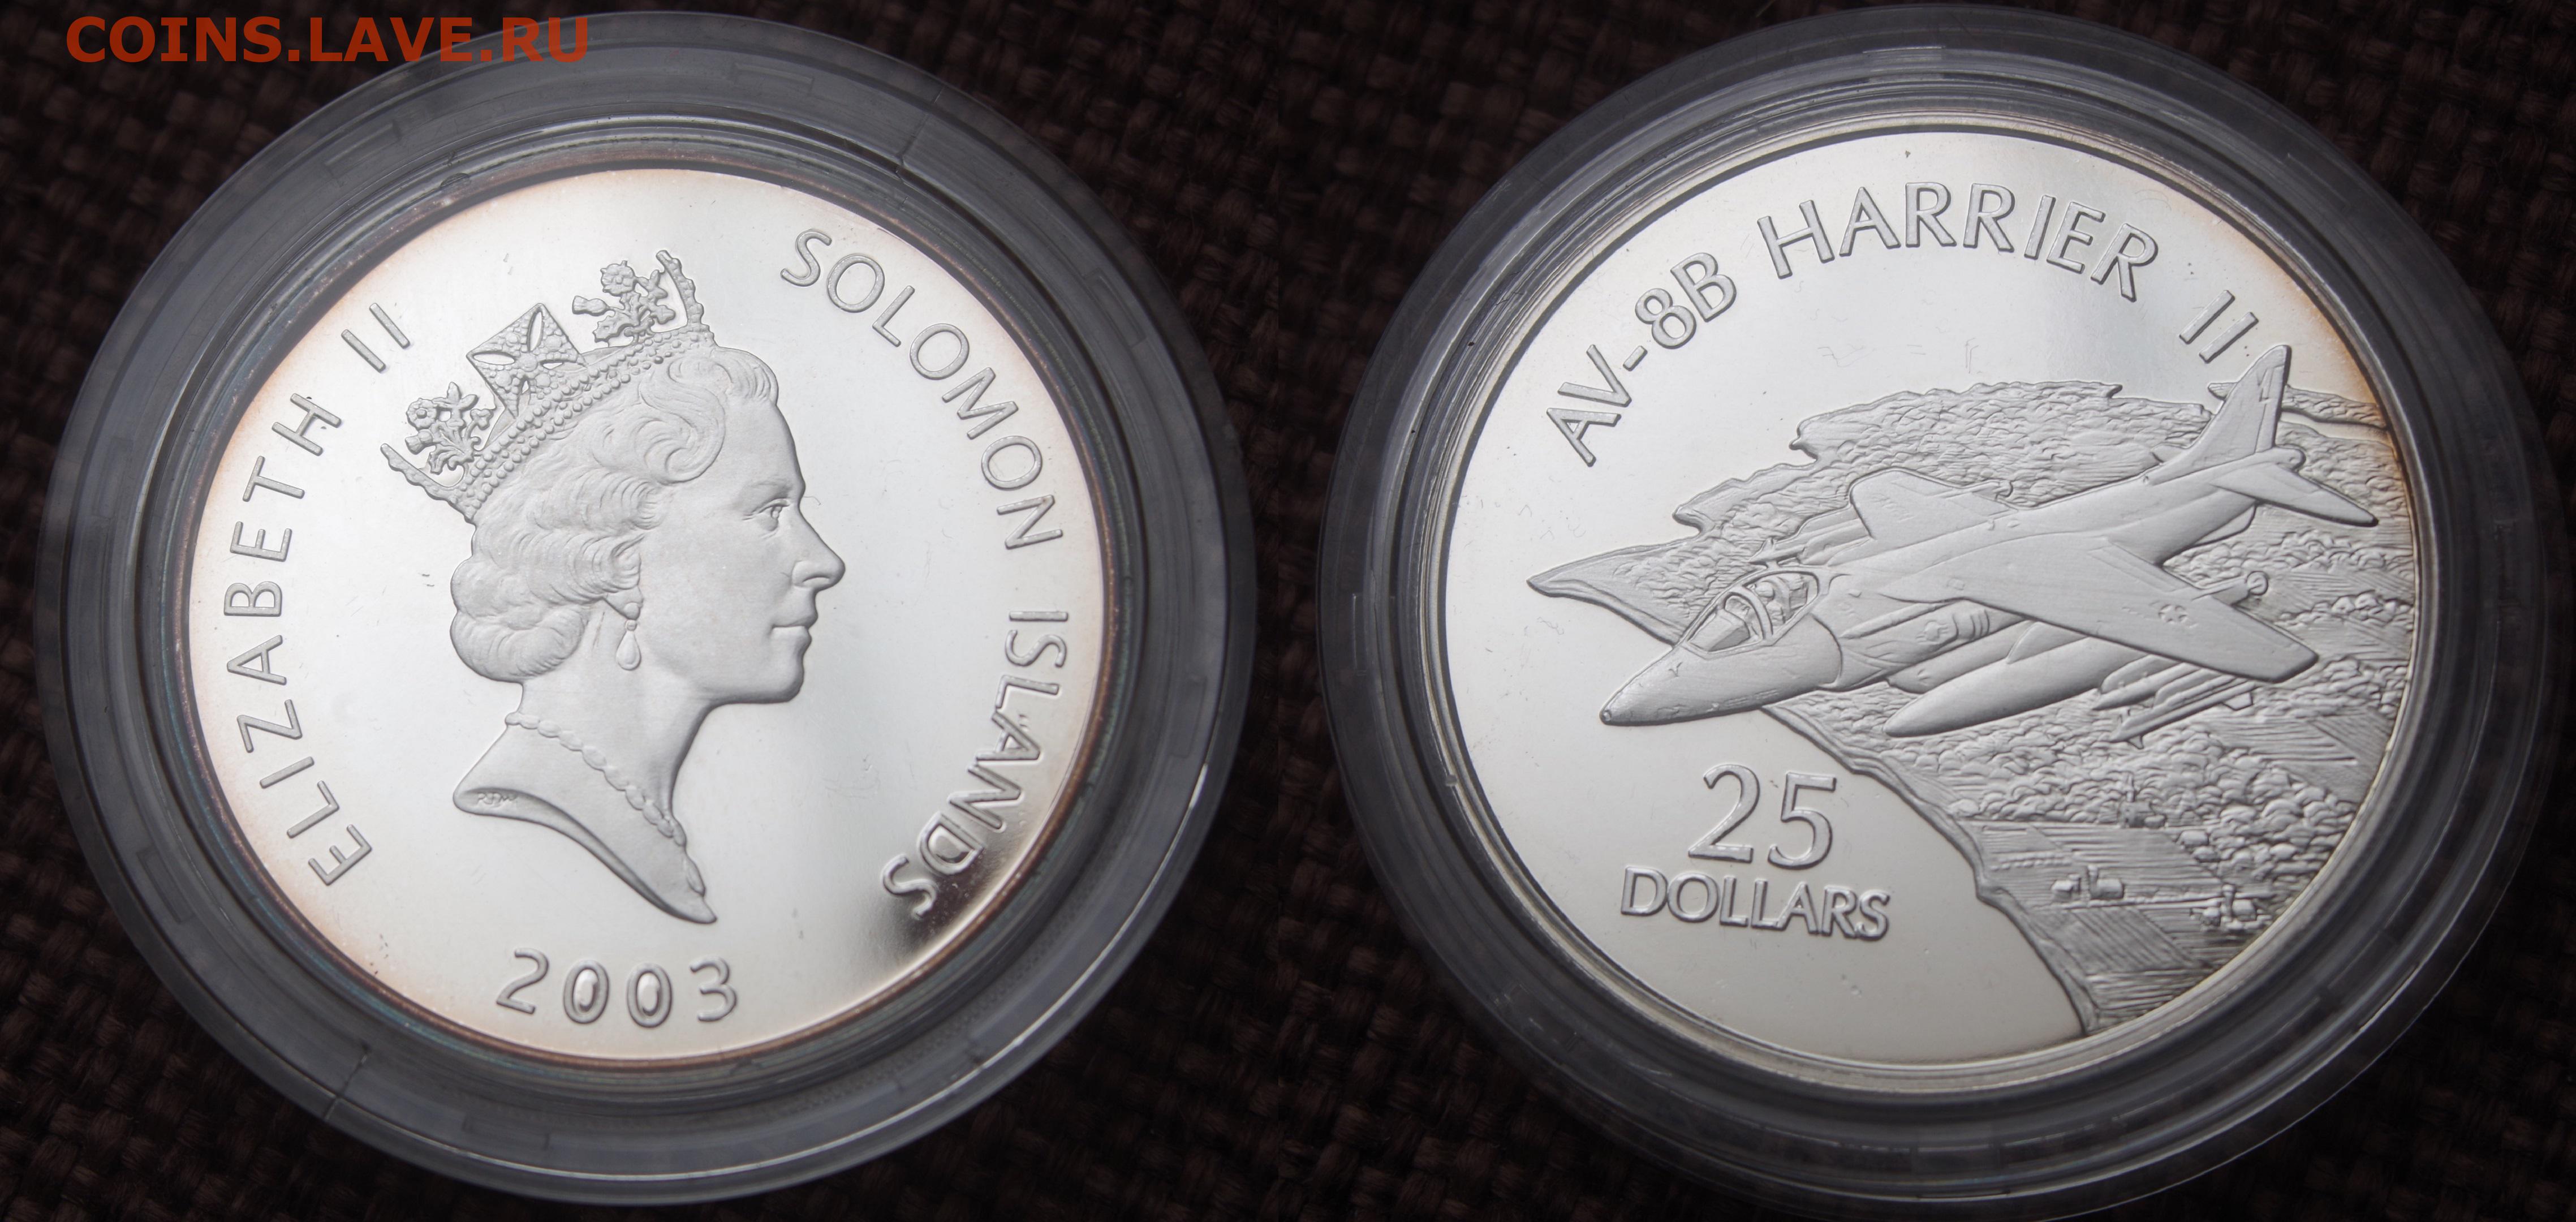 COINS.LAVE.RU
ELIZABETH II
SOLOMON ISLANDS
2003
AV-8B HARRIER II
25
DOLLARS